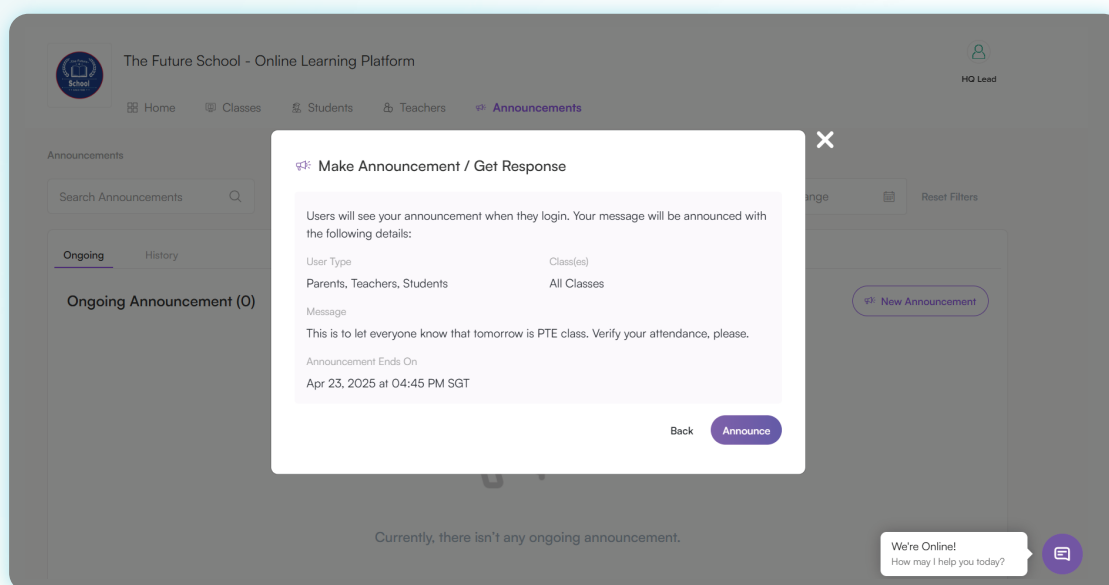 The Future School - Online Learning Platform
School
HQ Lead
Home Classes Students Teachers Announcements
Announcements
Search Announcements
nge
Reset Filters
Ongoing History
Ongoing Announcement (0)
New Announcement
Make Announcement / Get Response
Users will see your announcement when they login. Your message will be announced with
the following details:
User Type Class(es)
Parents, Teachers, Students All Classes
Message
This is to let everyone know that tomorrow is PTE class. Verify your attendance, please.
Announcement Ends On
Apr 23, 2025 at 04:45 PM SGT
Back Announce
Currently, there isn't any ongoing announcement.
We're Online!
How may I help you today?